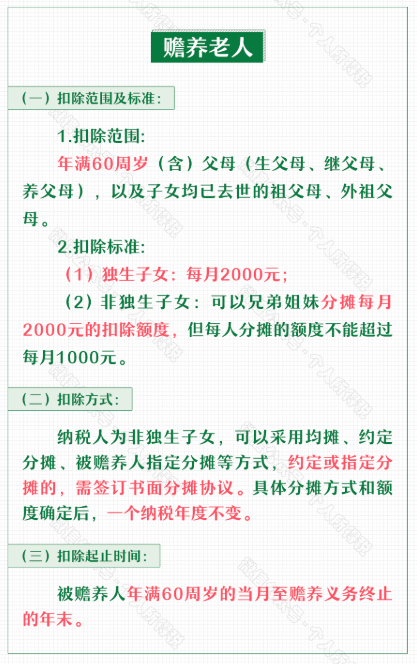 赡养老人
（一）扣除范围及标准：
1.扣除范围:
年满60周岁（含）父母（生父母、继父母、
养父母），以及子女均已去世的祖父母、外祖父
母。
2.扣除标准:
（1）独生子女：每月2000元；
（2）非独生子女：可以兄弟姐妹分摊每月
2000元的扣除额度，但每人分摊的额度不能超过
每月1000元。
（二）扣除方式：
纳税人为非独生子女，可以采用均摊、约定
分摊、被赡养人指定分摊等方式，约定或指定分
摊的，需签订书面分摊协议。具体分摊方式和额
度确定后，一个纳税年度不变。
（三）扣除起止时间：
被赡养人年满60周岁的当月至赡养义务终止
的年末。